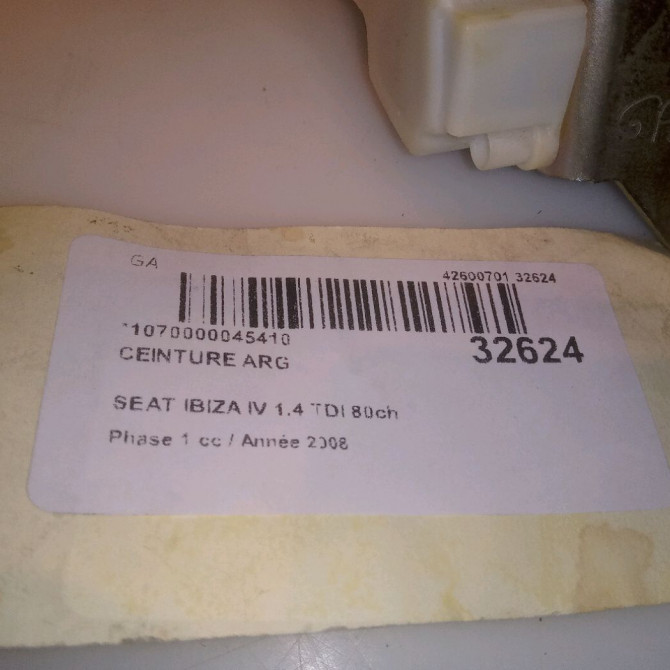 GA
42600701 32624
*1070000045410
32624
CEINTURE ARG
SEAT IBIZA IV 1.4 TDI 80ch
Phase 1 cc / Année 2008